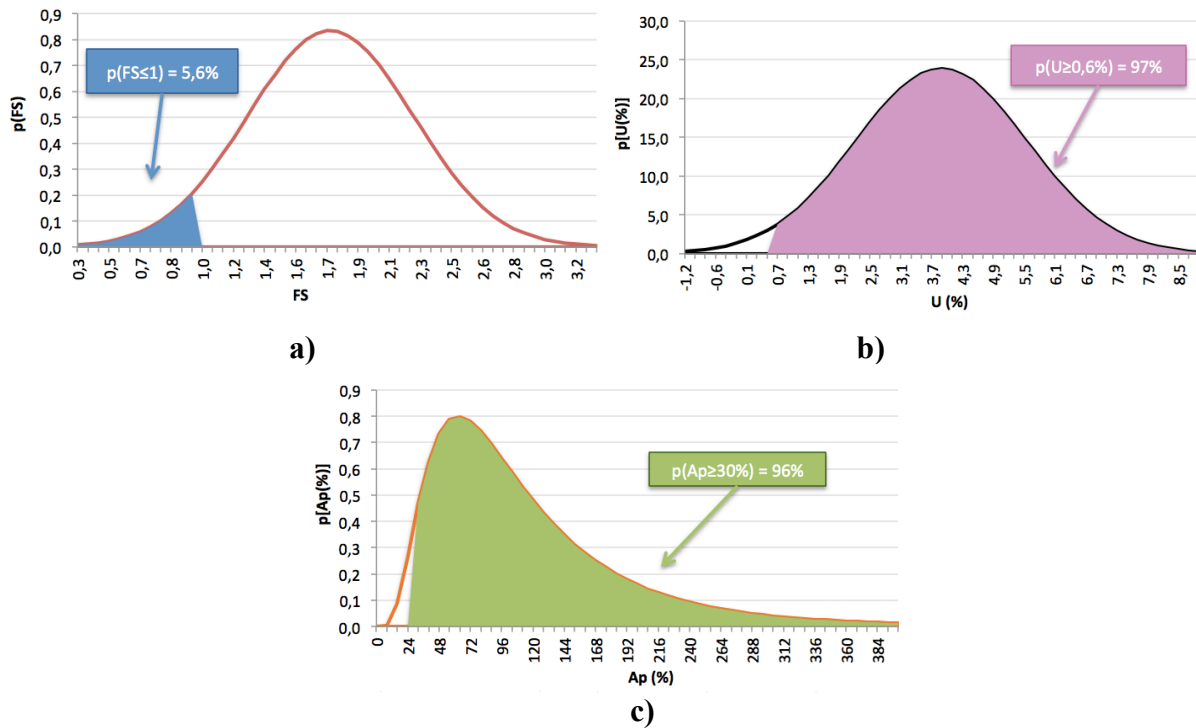 0,9
0,8
0,7
0,6
0,5
0,4
0,3
0,2
0,1
0,0
p(FS)
p(FS≤1) = 5,6%
0,3 0,5 0,7 0,8 1,0 1,2 1,4 1,5 1,7 1,9 2,1 2,3 2,5 2,6 2,8 3,0 3,2
FS
a)
30,0
25,0
20,0
15,0
10,0
5,0
0,0
p[U(%)]
p(U≥0,6%) = 97%
-1,2 -0,6 0,1 0,7 1,3 1,9 2,5 3,1 3,7 4,3 4,9 5,5 6,1 6,7 7,3 7,9 8,5
U (%)
b)
0,9
0,8
0,7
0,6
0,5
0,4
0,3
0,2
0,1
0,0
p[Ap(%)]
p(Ap≥30%) = 96%
0 24 48 72 96 120 144 168 192 216 240 264 288 312 336 360 384
Ap (%)
c)